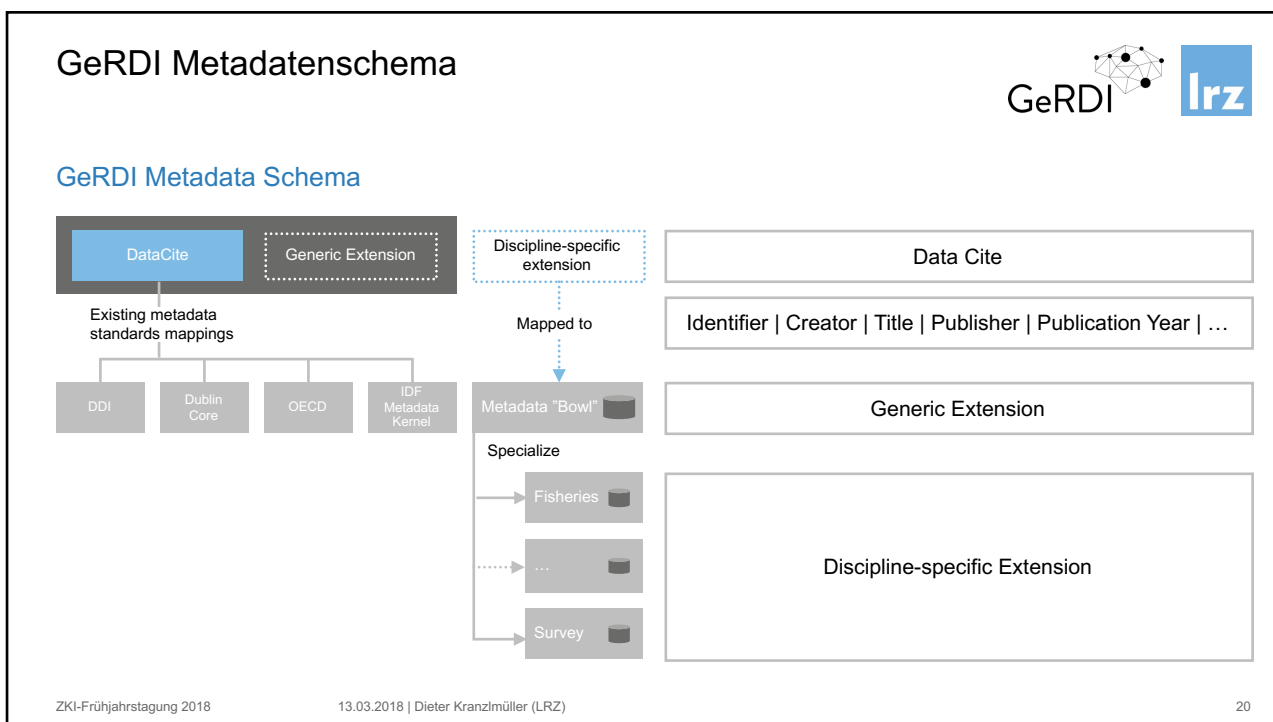 GeRDI Metadatenschema
GeRDI
lrz
GeRDI Metadata Schema
DataCite
Generic Extension
Discipline-specific
extension
Existing metadata
standards mappings
Mapped to
DDI
Dublin
Core
OECD
IDF
Metadata
Kernel
Metadata "Bowl"
Specialize
Fisheries
…
Survey
Data Cite
Identifier | Creator | Title | Publisher | Publication Year | …
Generic Extension
Discipline-specific Extension
ZKI-Frühjahrstagung 2018
13.03.2018 | Dieter Kranzlmüller (LRZ)
20